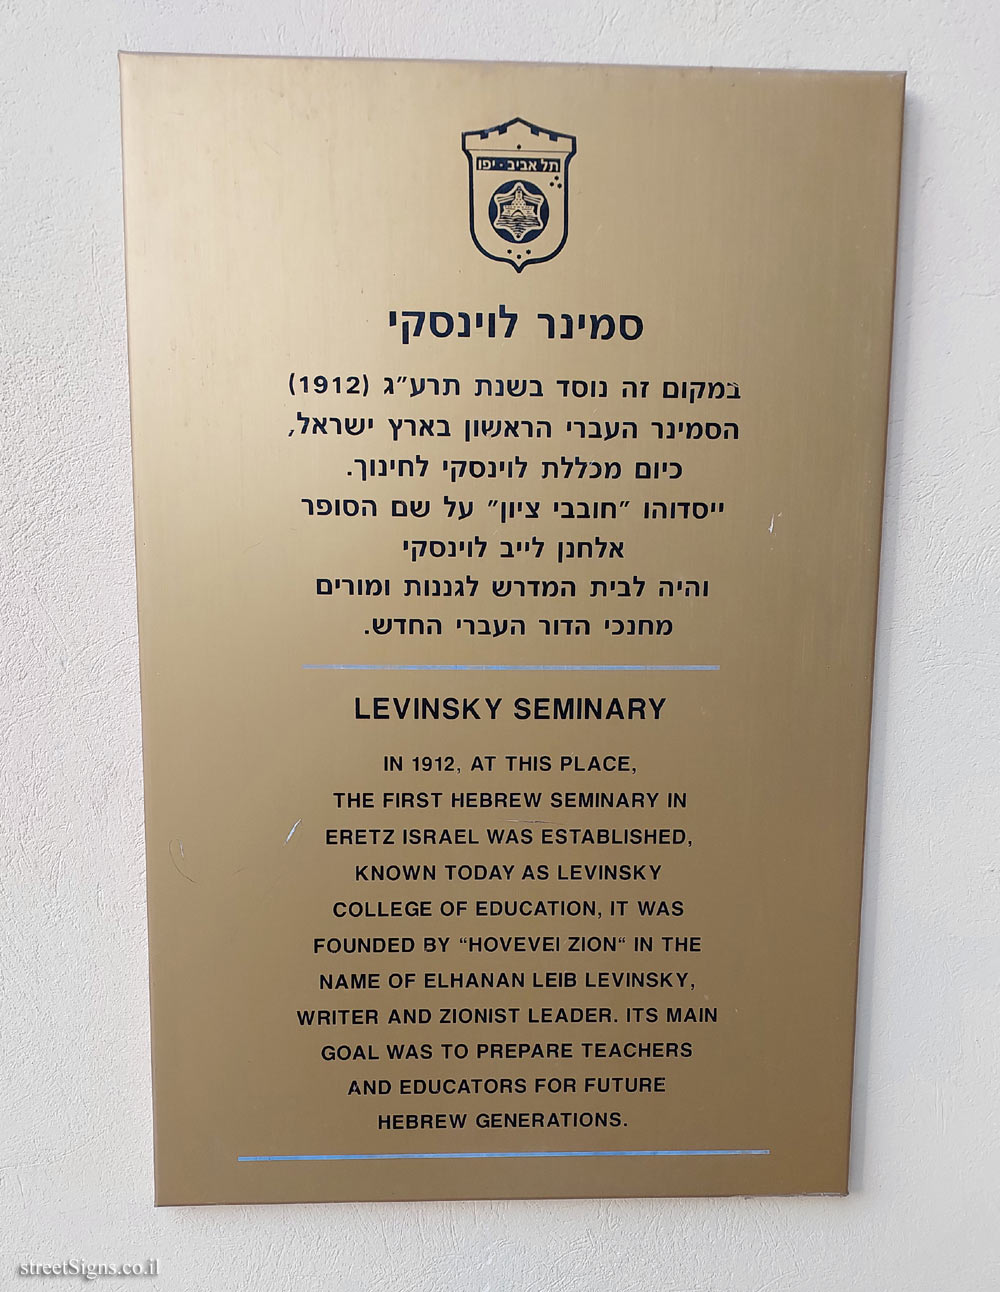 תל אביב - יפו
סמינר לוינסקי
במקום זה נוסד בשנת תרע״ג (1912)
הסמינר העברי הראשון בארץ ישראל,
כיום מכללת לוינסקי לחינוך.
ייסדוהו ״חובבי ציון״ על שם הסופר
אלחנן לייב לוינסקי
והיה לבית המדרש לגננות ומורים
מחנכי הדור העברי החדש.
LEVINSKY SEMINARY
IN 1912, AT THIS PLACE,
THE FIRST HEBREW SEMINARY IN
ERETZ ISRAEL WAS ESTABLISHED,
KNOWN TODAY AS LEVINSKY
COLLEGE OF EDUCATION, IT WAS
FOUNDED BY “HOVEVEI ZION“ IN THE
NAME OF ELHANAN LEIB LEVINSKY,
WRITER AND ZIONIST LEADER. ITS MAIN
GOAL WAS TO PREPARE TEACHERS
AND EDUCATORS FOR FUTURE
HEBREW GENERATIONS.
streetSigns.co.il